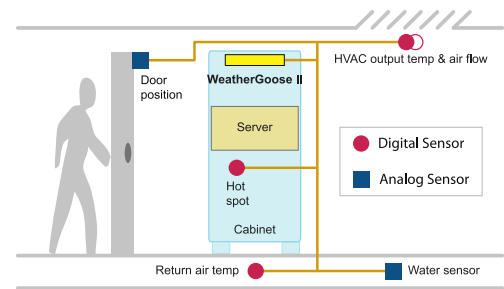 HVAC output temp & air flow
Door
position
WeatherGoose II
Server
Digital Sensor
Analog Sensor
Hot
spot
Cabinet
Return air temp
Water sensor